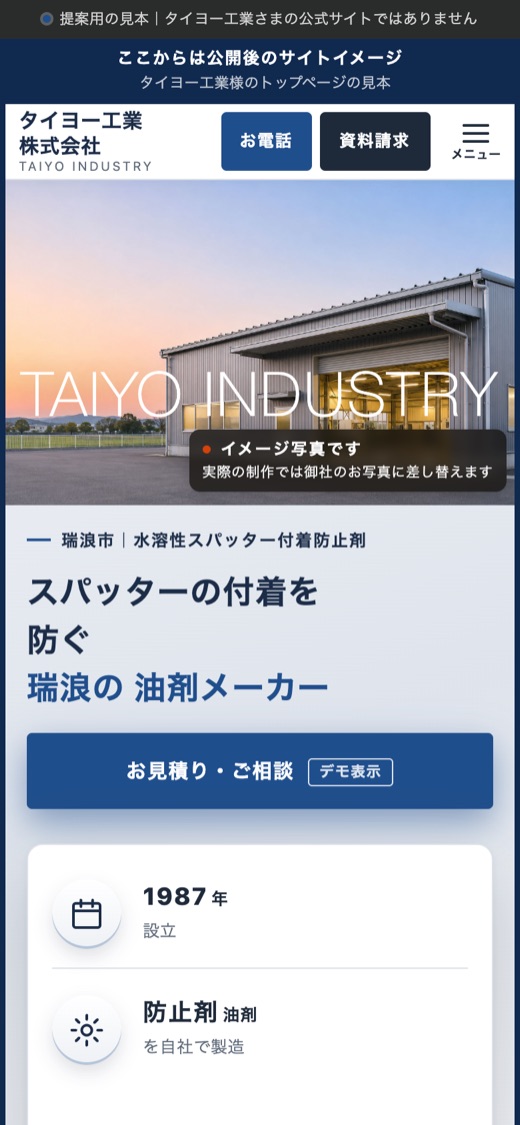 提案用の見本｜タイヨー工業さまの公式サイトではありません
ここからは公開後のサイトイメージ
タイヨー工業様のトップページの見本
タイヨー工業
株式会社
TAIYO INDUSTRY
お電話
資料請求
メニュー
TAIYO INDUSTRY
イメージ写真です
実際の制作では御社のお写真に差し替えます
瑞浪市｜水溶性スパッター付着防止剤
スパッターの付着を
防ぐ
瑞浪の 油剤メーカー
お見積り・ご相談 デモ表示
1987 年
設立
防止剤 油剤
を自社で製造